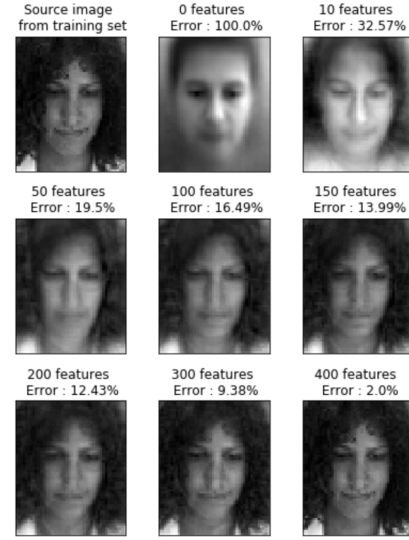 Source image
from training set
0 features
Error : 100.0%
10 features
Error : 32.57%
50 features
Error : 19.5%
100 features
Error : 16.49%
150 features
Error : 13.99%
200 features
Error : 12.43%
300 features
Error : 9.38%
400 features
Error : 2.0%